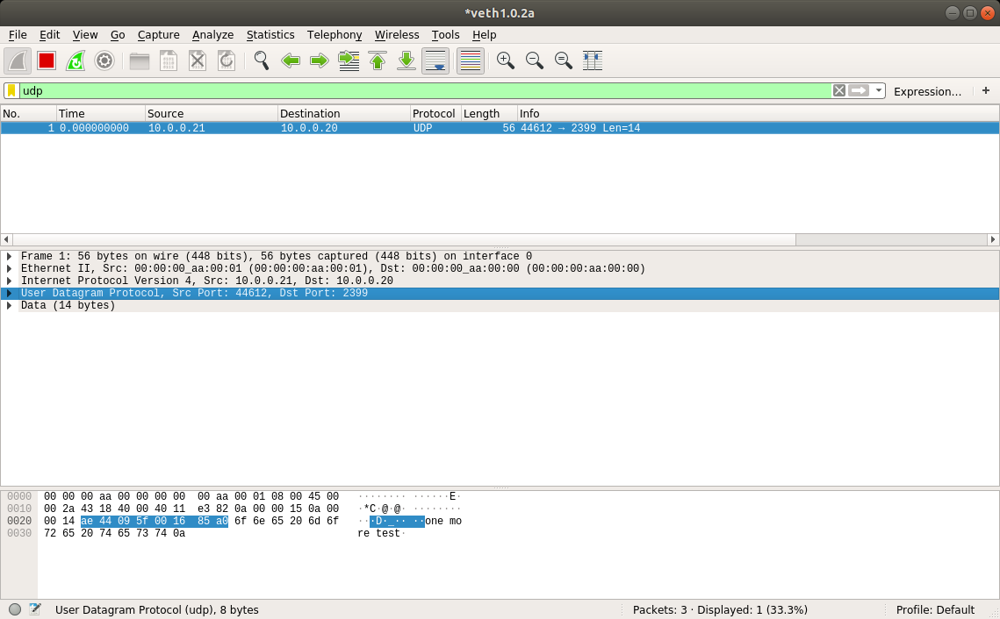 *veth1.0.2a
File Edit View Go Capture Analyze Statistics Telephony Wireless Tools Help
udp Expression… +
No. Time Source Destination Protocol Length Info
1 0.000000000 10.0.0.21 10.0.0.20 UDP 56 44612 → 2399 Len=14
Frame 1: 56 bytes on wire (448 bits), 56 bytes captured (448 bits) on interface 0
Ethernet II, Src: 00:00:00_aa:00:01 (00:00:00:aa:00:01), Dst: 00:00:00_aa:00:00 (00:00:00:aa:00:00)
Internet Protocol Version 4, Src: 10.0.0.21, Dst: 10.0.0.20
User Datagram Protocol, Src Port: 44612, Dst Port: 2399
Data (14 bytes)
0000 00 00 00 aa 00 00 00 00 00 aa 00 01 08 00 45 00 ········ ······E·
0010 00 2a 43 18 40 00 40 11 e3 82 0a 00 00 15 0a 00 ·*C·@·@· ········
0020 00 14 ae 44 09 5f 00 16 85 a0 6f 6e 65 20 6d 6f ···D·_·· ··one mo
0030 72 65 20 74 65 73 74 0a re test·
User Datagram Protocol (udp), 8 bytes Packets: 3 · Displayed: 1 (33.3%) Profile: Default